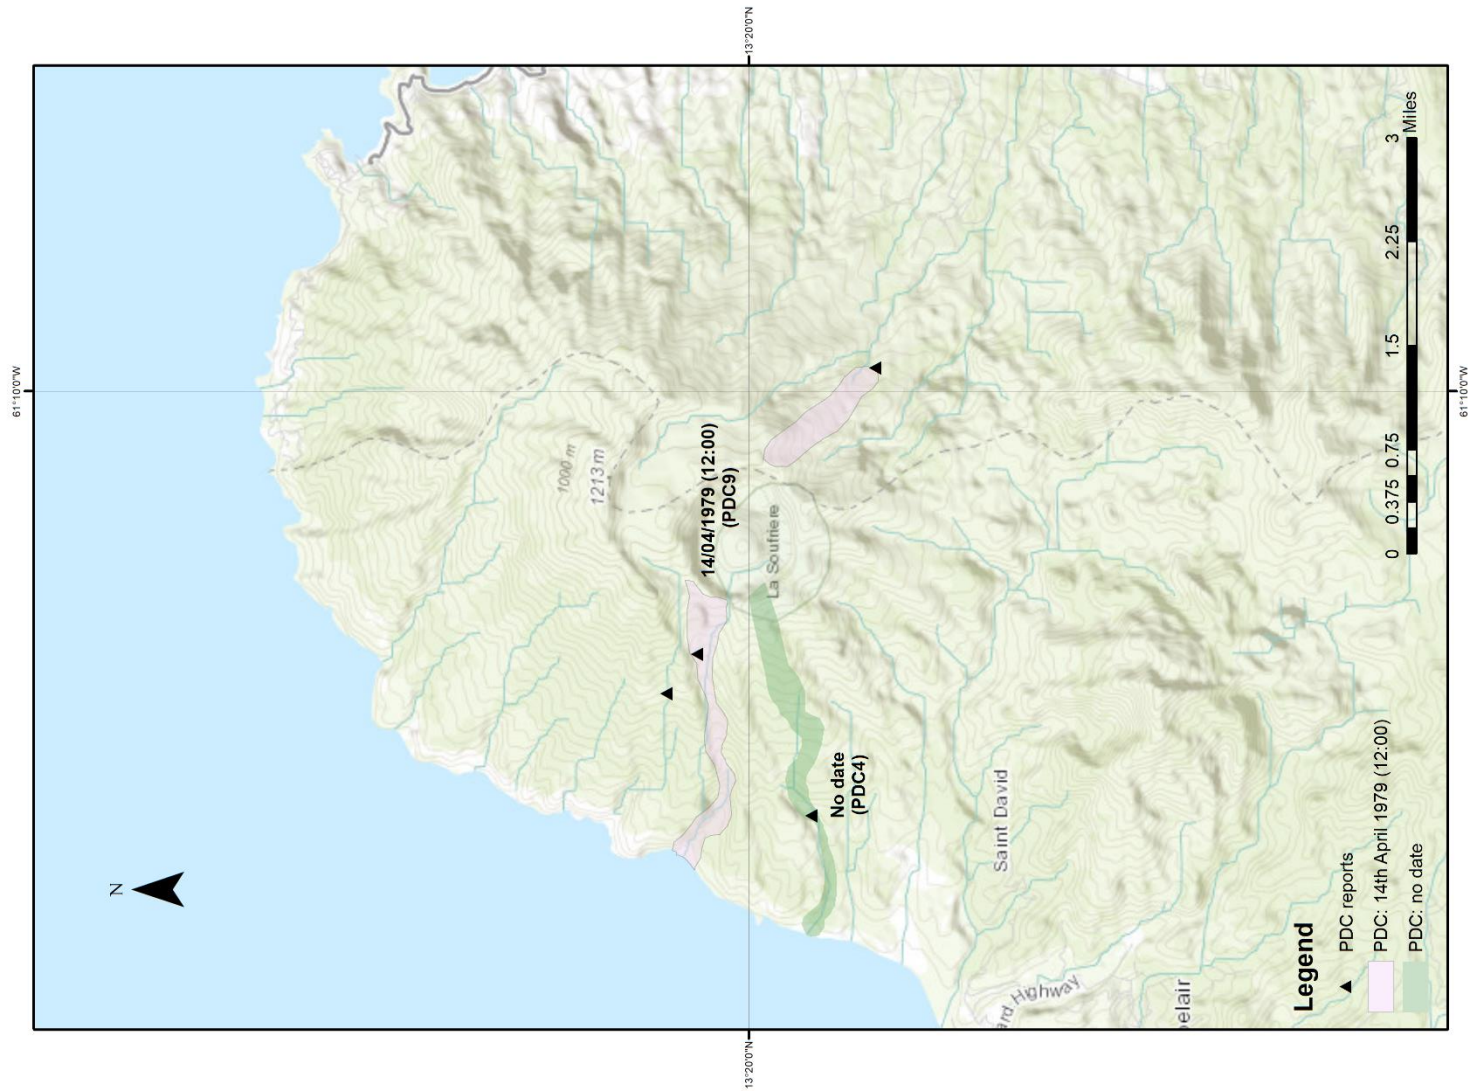 61°10'0"W
13°20'0"N
13°20'0"N
61°10'0"W
N
1000 m
1213 m
14/04/1979 (12:00)
(PDC9)
La Soufriere
No date
(PDC4)
Saint David
ard Highway
elair
Legend
PDC reports
PDC: 14th April 1979 (12:00)
PDC: no date
0 0.375 0.75 1.5 2.25 3
Miles